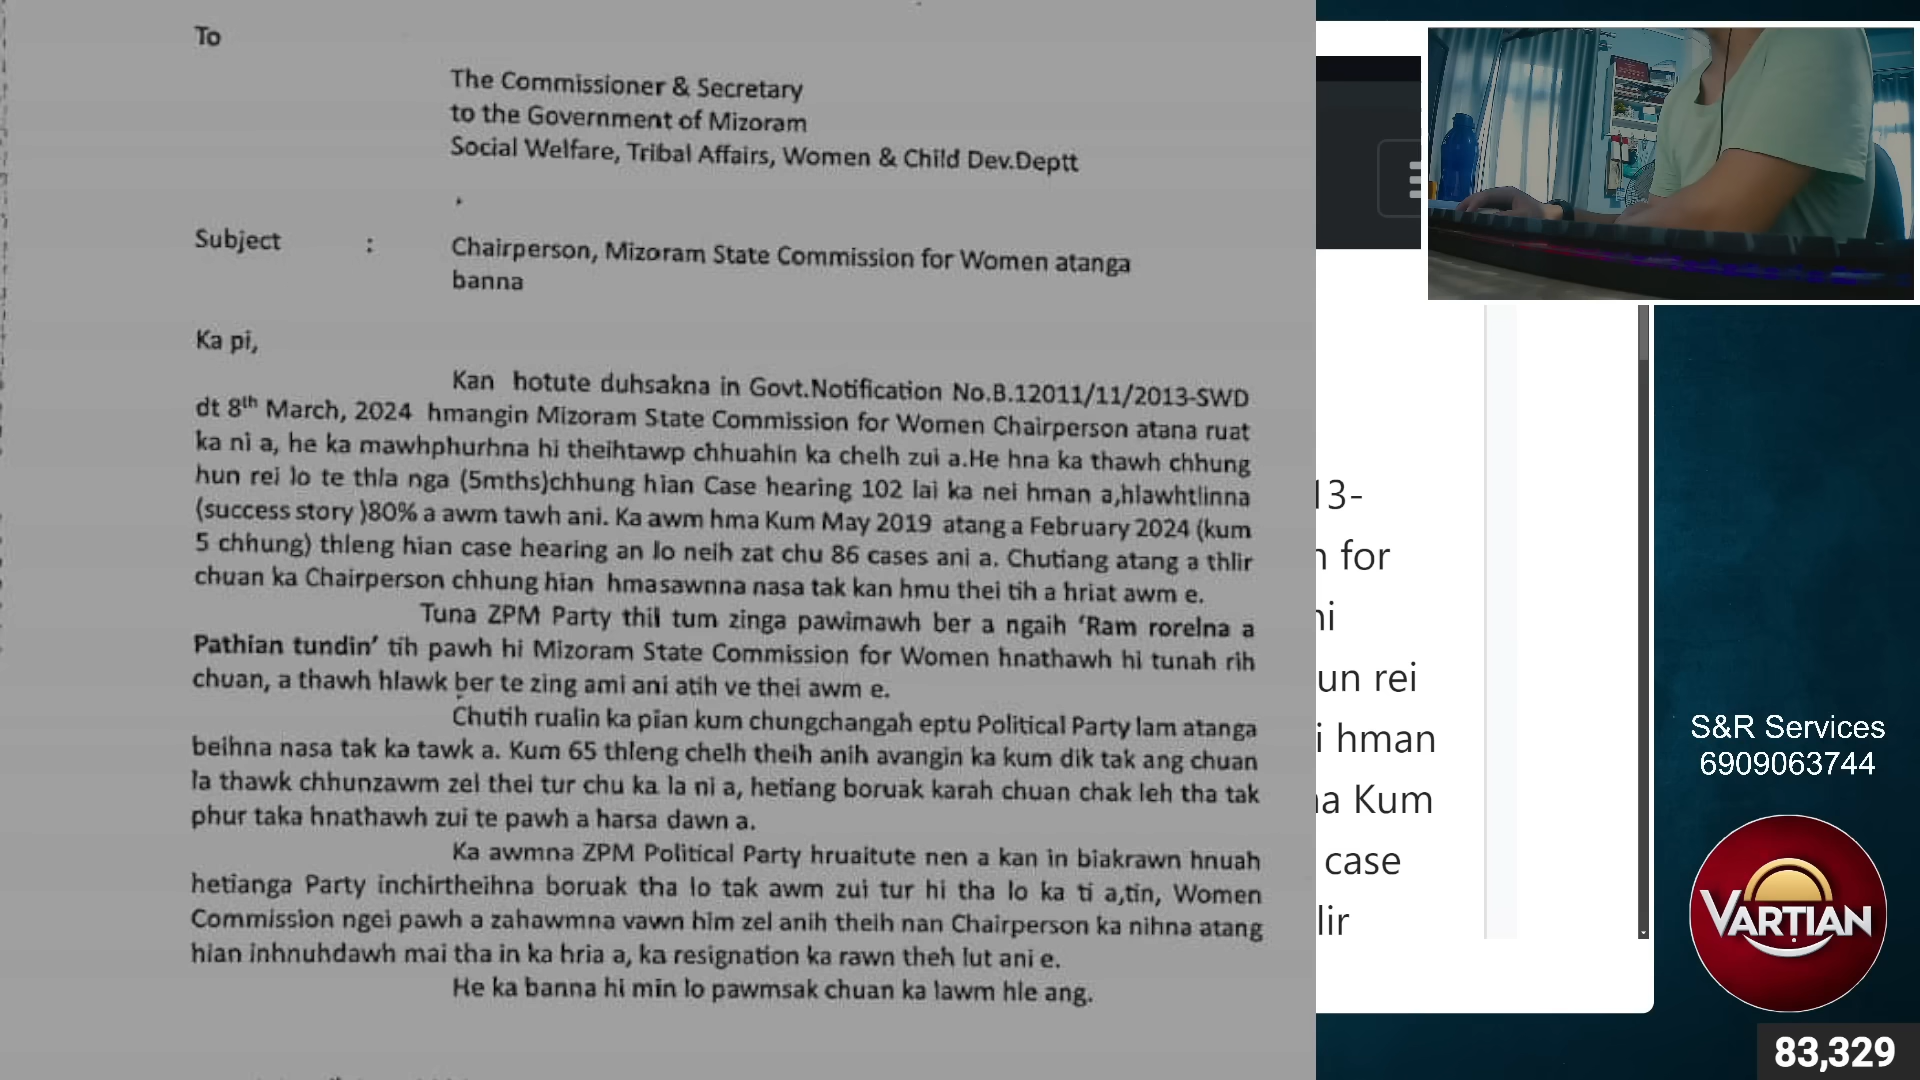 To
The Commissioner & Secretary
to the Government of Mizoram
Social Welfare, Tribal Affairs, Women & Child Dev.Deptt
Subject :
Chairperson, Mizoram State Commission for Women atanga
banna
Ka pi,
Kan hotute duhsakna in Govt.Notification No.B.12011/11/2013-SWD
dt 8th March, 2024 hmangin Mizoram State Commission for Women Chairperson atana ruat
ka ni a, he ka mawhphurhna hi theihtawp chhuahin ka chelh zui a.He hna ka thawh chhung
hun rei lo te thla nga (5mths)chhung hian Case hearing 102 lai ka nei hman a,hlawhtlinna
(success story )80% a awm tawh ani. Ka awm hma Kum May 2019 atang a February 2024 (kum
5 chhung) thleng hian case hearing an lo neih zat chu 86 cases ani a. Chutiang atang a thlir
chuan ka Chairperson chhung hian hmasawnna nasa tak kan hmu thei tih a hriat awm e.
Tuna ZPM Party thil tum zinga pawimawh ber a ngaih ‘Ram rorelna a
Pathian tundin’ tih pawh hi Mizoram State Commission for Women hnathawh hi tunah rih
chuan, a thawh hlawk ber te zing ami ani atih ve thei awm e.
Chutih rualin ka pian kum chungchangah eptu Political Party lam atanga
beihna nasa tak ka tawk a. Kum 65 thleng chelh theih anih avangin ka kum dik tak ang chuan
la thawk chhunzawm zel thei tur chu ka la ni a, hetiang boruak karah chuan chak leh tha tak
phur taka hnathawh zui te pawh a harsa dawn a.
Ka awmna ZPM Political Party hruaitute nen a kan in biakrawn hnuah
hetianga Party inchirtheihna boruak tha lo tak awm zui tur hi tha lo ka ti a,tin, Women
Commission ngei pawh a zahawmna vawn him zel anih theih nan Chairperson ka nihna atang
hian inhnuhdawh mai tha in ka hria a, ka resignation ka rawn theh lut ani e.
He ka banna hi min lo pawmsak chuan ka lawm hle ang.
13-
for
un rei
i hman
Kum
case
lir
S&R Services
6909063744
VARTIAN
83,329